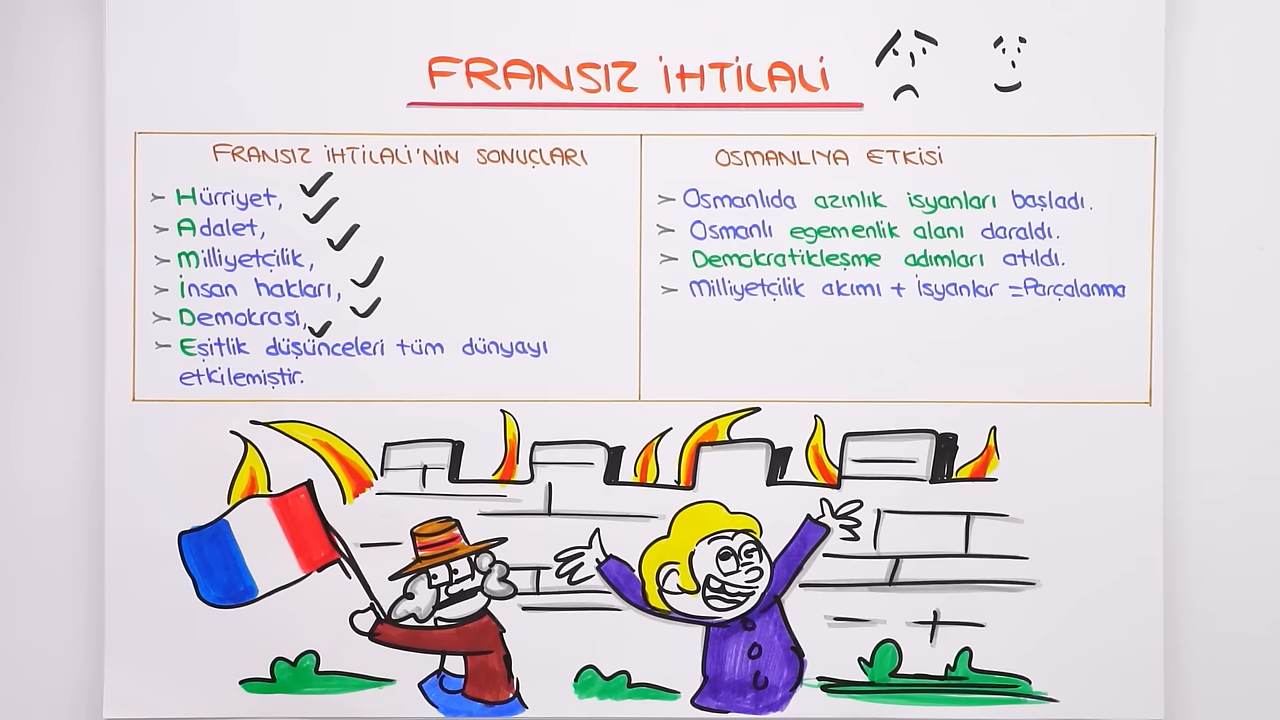 FRANSIZ İHTİLALİ
FRANSIZ İHTİLALİ'NİN SONUÇLARI
➢ Hürriyet,
➢ Adalet,
➢ Milliyetçilik,
➢ İnsan hakları,
➢ Demokrası,
➢ Eşitlik düşünceleri tüm dünyayı
etkilemiştir.
OSMANLIYA ETKİSİ
➢ Osmanlıda azınlık isyanları başladı.
➢ Osmanlı egemenlik alanı daraldı.
➢ Demokratikleşme adımları atıldı.
➢ Milliyetçilik akımı + İsyanlar =Parçalanma